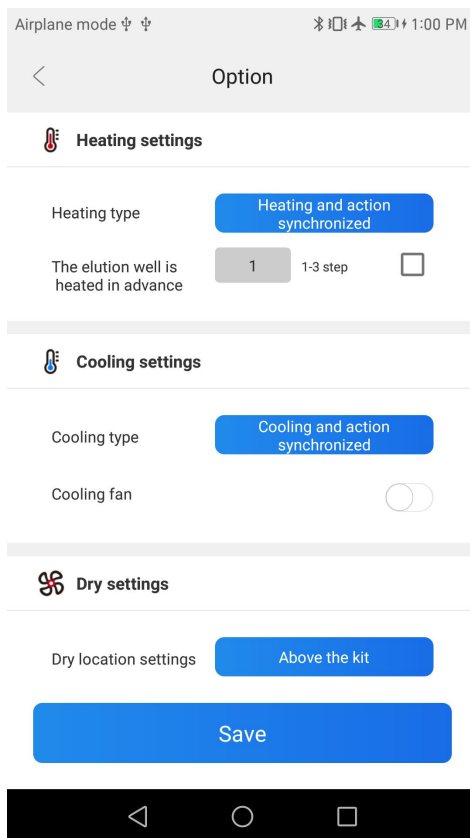 Airplane mode 34 1:00 PM
Option
Heating settings
Heating type
Heating and action
synchronized
The elution well is
heated in advance
1
1-3 step
Cooling settings
Cooling type
Cooling and action
synchronized
Cooling fan
Dry settings
Dry location settings
Above the kit
Save